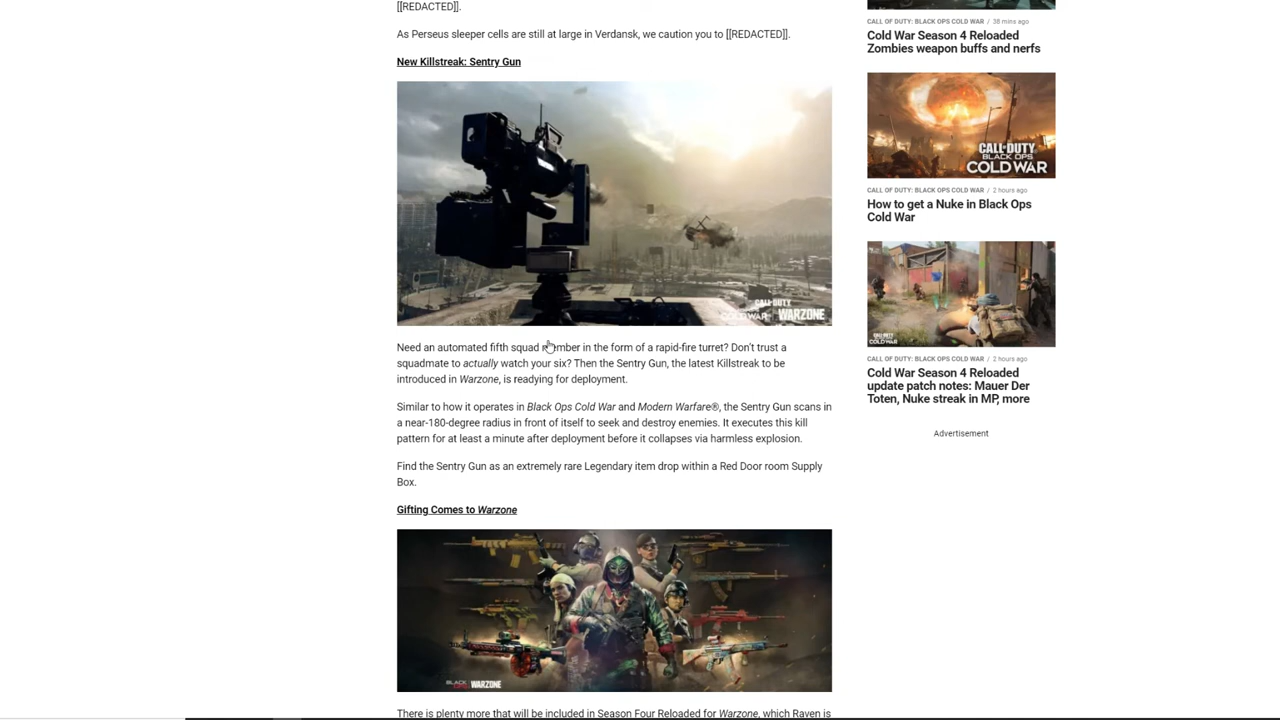 [[REDACTED]].
As Perseus sleeper cells are still at large in Verdansk, we caution you to [[REDACTED]].
New Killstreak: Sentry Gun
CALL OF DUTY
COLD WAR
WARZONE
Need an automated fifth squad member in the form of a rapid-fire turret? Don't trust a
squadmate to actually watch your six? Then the Sentry Gun, the latest Killstreak to be
introduced in Warzone, is readying for deployment.
Similar to how it operates in Black Ops Cold War and Modern Warfare®, the Sentry Gun scans in
a near-180-degree radius in front of itself to seek and destroy enemies. It executes this kill
pattern for at least a minute after deployment before it collapses via harmless explosion.
Find the Sentry Gun as an extremely rare Legendary item drop within a Red Door room Supply
Box.
Gifting Comes to Warzone
WARZONE
There is plenty more that will be included in Season Four Reloaded for Warzone, which Raven is
CALL OF DUTY: BLACK OPS COLD WAR / 38 mins ago
Cold War Season 4 Reloaded
Zombies weapon buffs and nerfs
CALL OF DUTY
BLACK OPS
COLD WAR
CALL OF DUTY: BLACK OPS COLD WAR / 2 hours ago
How to get a Nuke in Black Ops
Cold War
COLD WAR
CALL OF DUTY: BLACK OPS COLD WAR / 2 hours ago
Cold War Season 4 Reloaded
update patch notes: Mauer Der
Toten, Nuke streak in MP, more
Advertisement